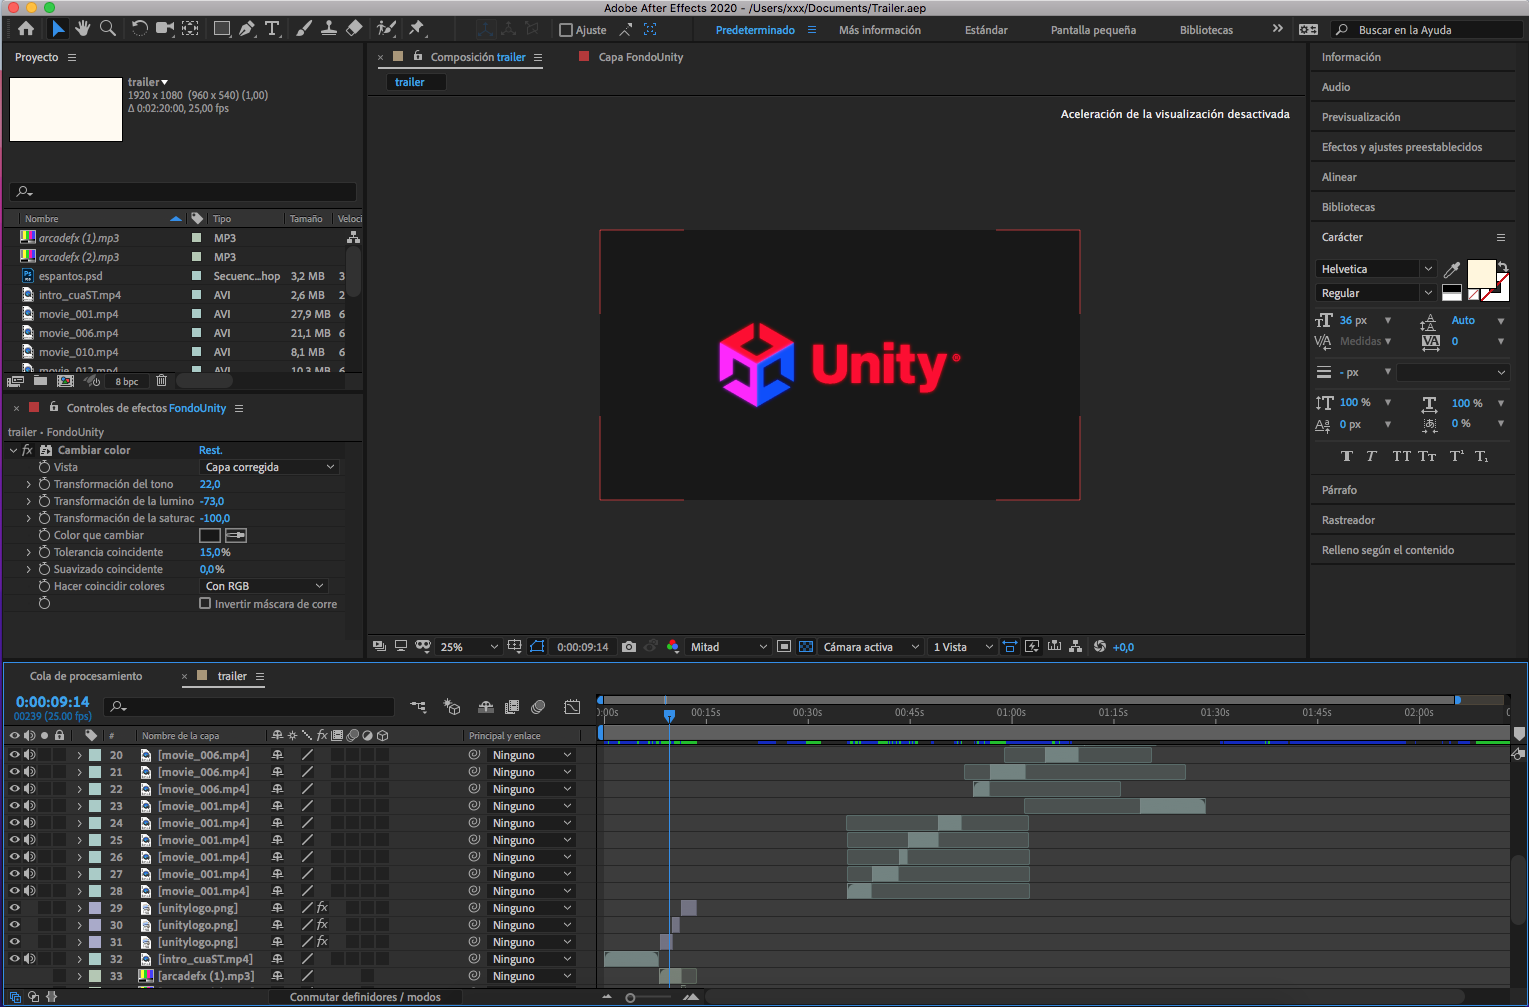 Adobe After Effects 2020 - /Users/xxx/Documents/Trailer.aep
Ajuste
Predeterminado
Más información
Estándar
Pantalla pequeña
Bibliotecas
Buscar en la Ayuda
Proyecto
trailer
1920 x 1080 (960 x 540) (1,00)
Δ 0:02:20:00, 25,00 fps
Nombre Tipo Tamaño Veloci
arcadefx (1).mp3 MP3
arcadefx (2).mp3 MP3
espantos.psd Secuenc...hop 3,2 MB 3
intro_cuaST.mp4 AVI 2,6 MB 2
movie_001.mp4 AVI 27,9 MB 6
movie_006.mp4 AVI 21,1 MB 6
movie_010.mp4 AVI 8,1 MB 6
movie_012.mp4 AVI 10,3 MB 6
8 bpc
Controles de efectos FondoUnity
trailer • FondoUnity
fx Cambiar color Rest.
Vista Capa corregida
Transformación del tono 22,0
Transformación de la lumino -73,0
Transformación de la saturac -100,0
Color que cambiar
Tolerancia coincidente 15,0%
Suavizado coincidente 0,0%
Hacer coincidir colores Con RGB
Invertir máscara de corre
Composición trailer
Capa FondoUnity
trailer
Aceleración de la visualización desactivada
Unity®
25%
0:00:09:14
Mitad
Cámara activa
1 Vista
+0,0
Información
Audio
Previsualización
Efectos y ajustes preestablecidos
Alinear
Bibliotecas
Carácter
Helvetica
Regular
36 px Auto
Medidas 0
- px
100 % 100 %
0 px 0 %
T T TT Tт T¹ T₁
Párrafo
Rastreador
Relleno según el contenido
Cola de procesamiento
trailer
0:00:09:14
00239 (25.00 fps)
:00s 00:15s 00:30s 00:45s 01:00s 01:15s 01:30s 01:45s 02:00s
# Nombre de la capa fx Principal y enlace
20 [movie_006.mp4] Ninguno
21 [movie_006.mp4] Ninguno
22 [movie_006.mp4] Ninguno
23 [movie_001.mp4] Ninguno
24 [movie_001.mp4] Ninguno
25 [movie_001.mp4] Ninguno
26 [movie_001.mp4] Ninguno
27 [movie_001.mp4] Ninguno
28 [movie_001.mp4] Ninguno
29 [unitylogo.png] fx Ninguno
30 [unitylogo.png] fx Ninguno
31 [unitylogo.png] fx Ninguno
32 [intro_cuaST.mp4] Ninguno
33 [arcadefx (1).mp3] Ninguno
Conmutar definidores / modos